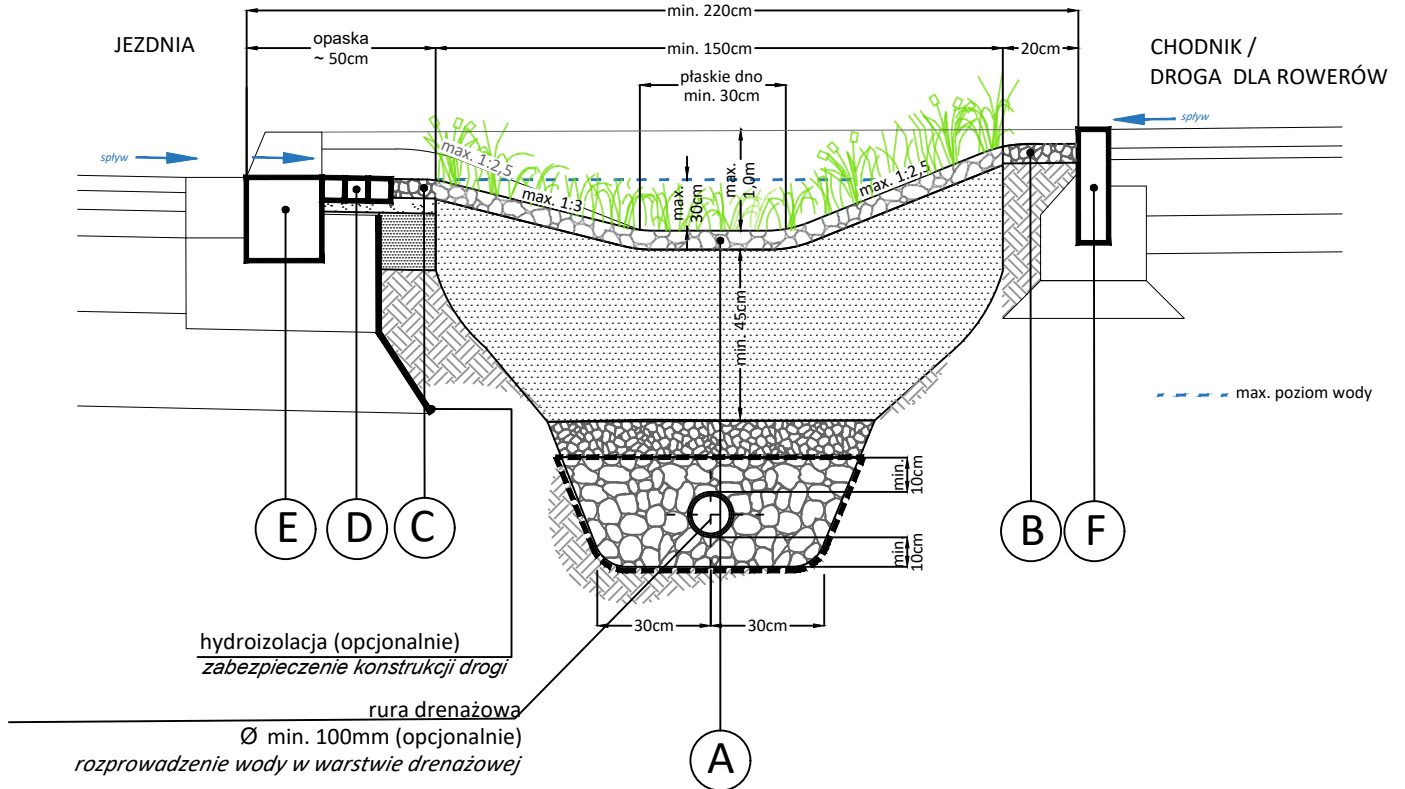 min. 220cm
JEZDNIA
opaska
~ 50cm
min. 150cm
20cm
CHODNIK /
DROGA DLA ROWERÓW
płaskie dno
min. 30cm
spływ
spływ
max. 1:2,5
max. 1:3
max.
30cm
max.
1,0m
max. 1:2,5
min. 45cm
max. poziom wody
min.
10cm
min.
10cm
E
D
C
B
F
30cm
30cm
hydroizolacja (opcjonalnie)
zabezpieczenie konstrukcji drogi
rura drenażowa
Ø min. 100mm (opcjonalnie)
rozprowadzenie wody w warstwie drenażowej
A